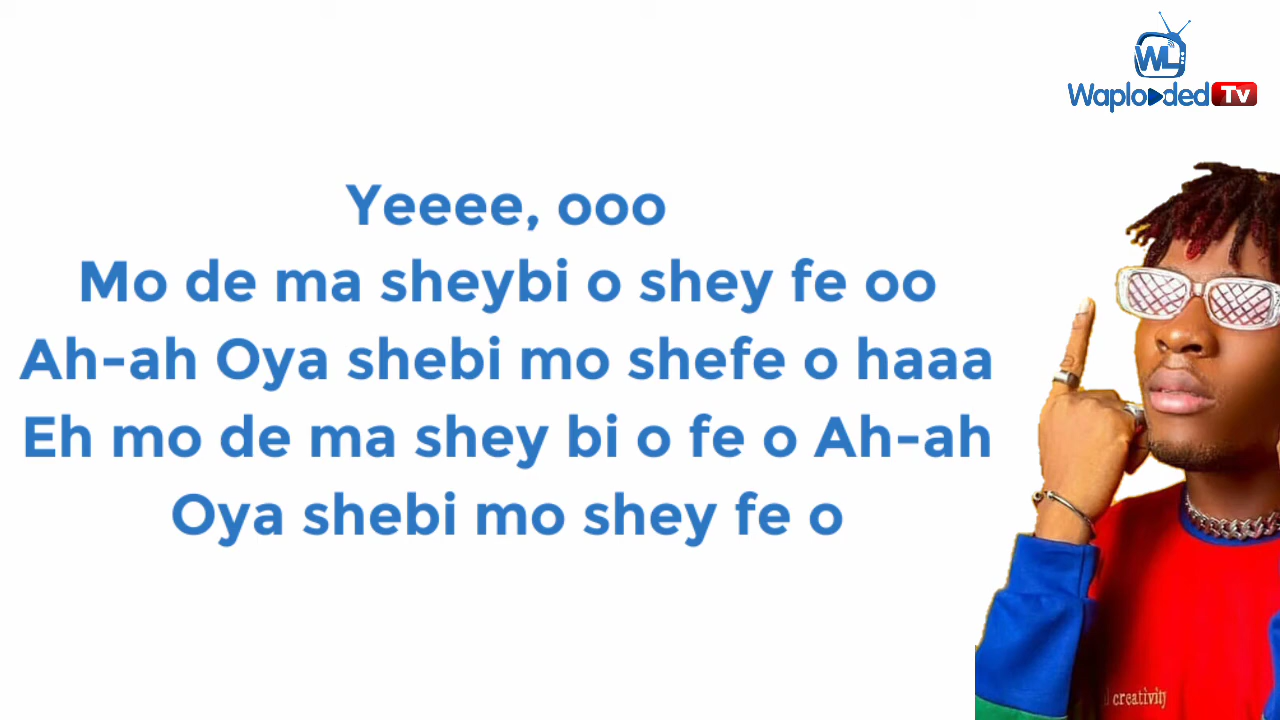 WL
Waploaded Tv
Yeeee, ooo
Mo de ma sheybi o shey fe oo
Ah-ah Oya shebi mo shefe o haaa
Eh mo de ma shey bi o fe o Ah-ah
Oya shebi mo shey fe o
creativity